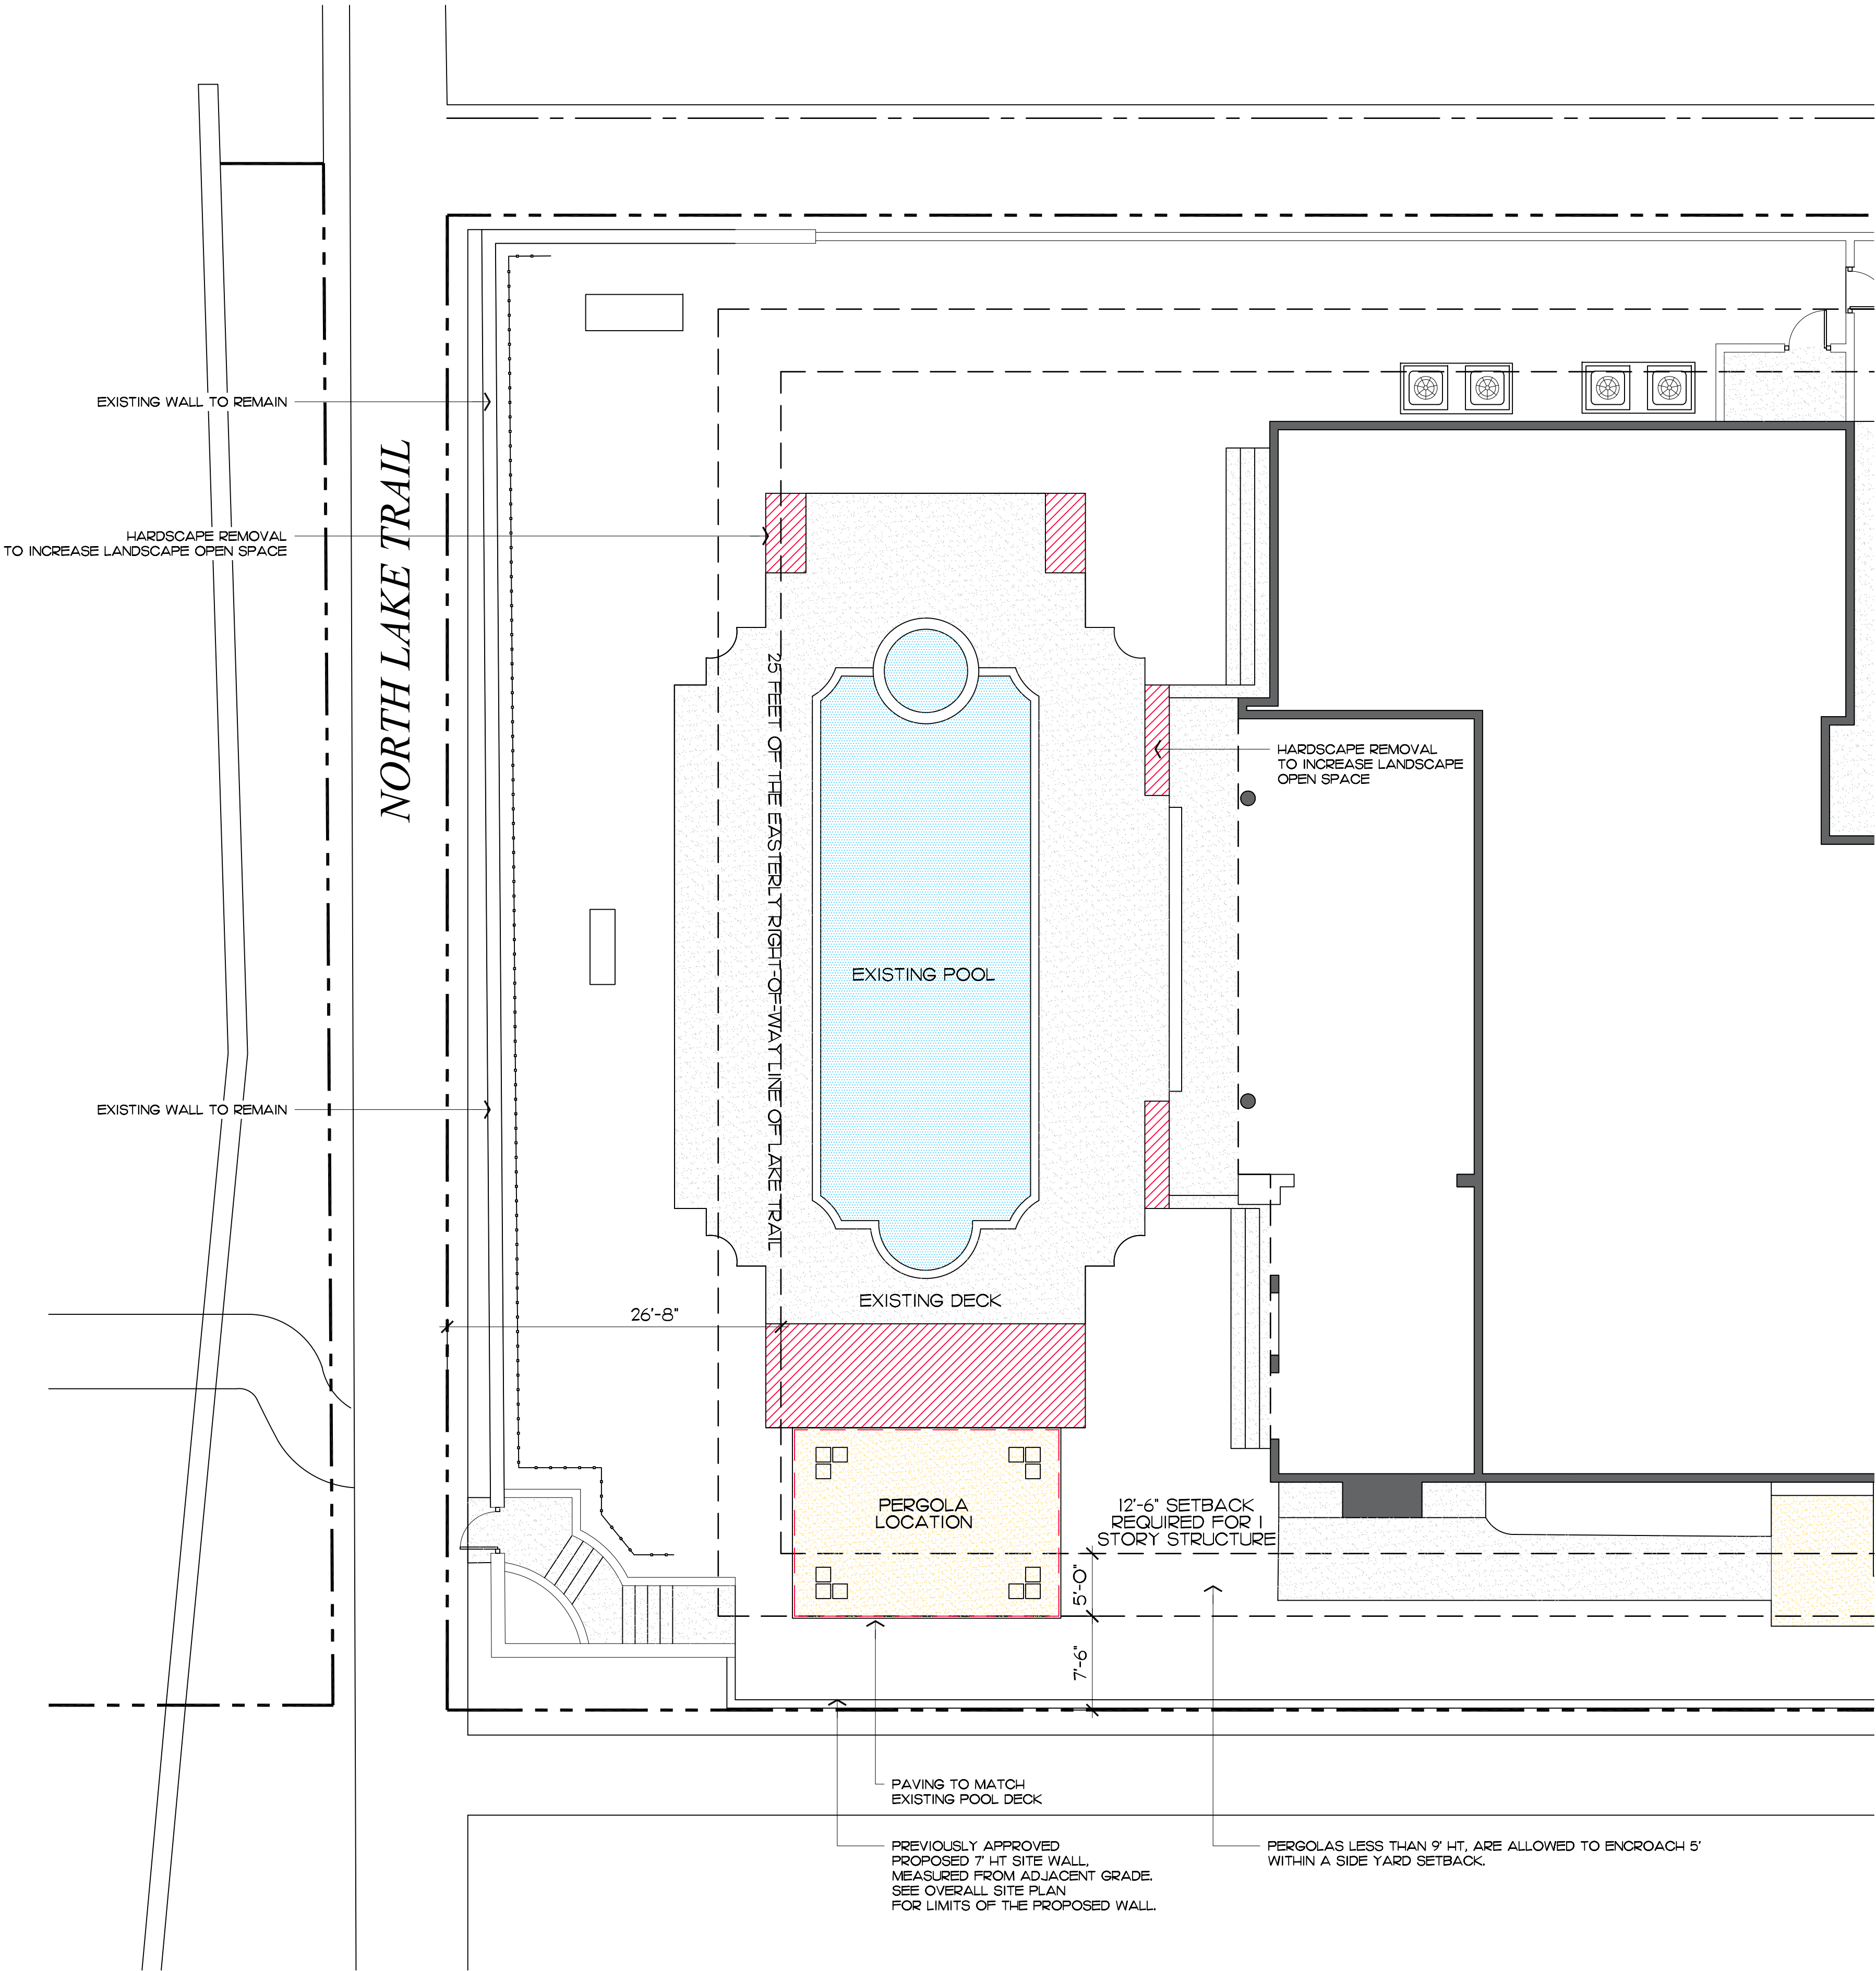 EXISTING WALL TO REMAIN
HARDSCAPE REMOVAL
TO INCREASE LANDSCAPE OPEN SPACE
NORTH LAKE TRAIL
25 FEET OF THE EASTERLY RIGHT-OF-WAY LINE OF LAKE TRAIL
HARDSCAPE REMOVAL
TO INCREASE LANDSCAPE
OPEN SPACE
EXISTING POOL
EXISTING WALL TO REMAIN
EXISTING DECK
26'-8"
PERGOLA
LOCATION
12'-6" SETBACK
REQUIRED FOR 1
STORY STRUCTURE
5'-0"
7'-6"
PAVING TO MATCH
EXISTING POOL DECK
PREVIOUSLY APPROVED
PROPOSED 7' HT SITE WALL,
MEASURED FROM ADJACENT GRADE.
SEE OVERALL SITE PLAN
FOR LIMITS OF THE PROPOSED WALL.
PERGOLAS LESS THAN 9' HT, ARE ALLOWED TO ENCROACH 5'
WITHIN A SIDE YARD SETBACK.